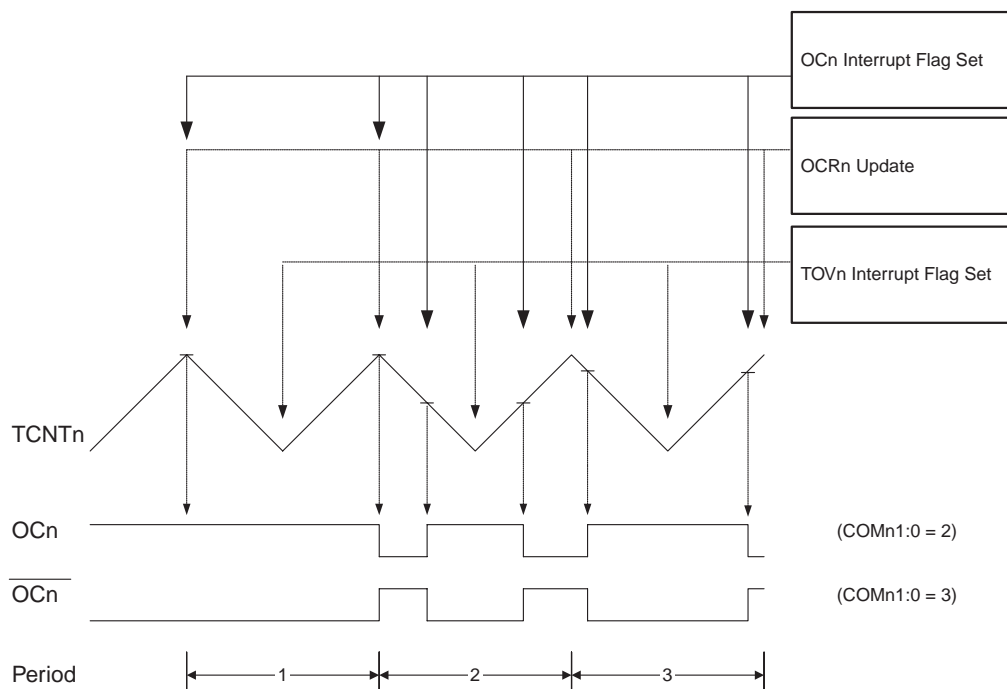 OCn Interrupt Flag Set
OCRn Update
TOVn Interrupt Flag Set
TCNTn
OCn
(COMn1:0 = 2)
OCn
(COMn1:0 = 3)
Period
1
2
3